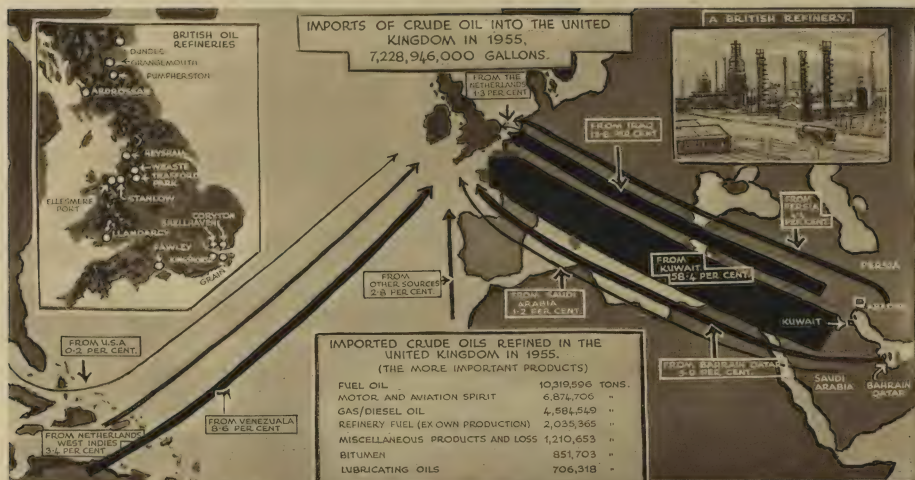 BRITISH OIL
REFINERIES
DUNDEE
GRANGEMOUTH
PUMPHERSTON
ARDROSSAN
HEYSHAM
WEASTE
TRAFFORD
PARK
ELLESMERE
PORT
STANLOW
LLANDARCY
CORYTON
SHELLHAVEN
FAWLEY
KINGSNORTH
GRAIN
IMPORTS OF CRUDE OIL INTO THE UNITED
KINGDOM IN 1955,
7,228,946,000 GALLONS.
A BRITISH REFINERY.
FROM THE
NETHERLANDS
1·3 PER CENT
FROM IRAQ
PER CENT
FROM
PERSIA
PER
CENT
PERSIA
ABADAN
FROM
KUWAIT
58·4 PER CENT.
KUWAIT
FROM
OTHER SOURCES
2·8 PER CENT
FROM SAUDI
ARABIA
1·2 PER CENT
FROM BAHRAIN QATAR
PER CENT.
SAUDI
ARABIA
BAHRAIN
QATAR
FROM U.S.A
0·2 PER CENT.
FROM VENEZUALA
8·6 PER CENT
FROM NETHERLANDS
WEST INDIES
3·4 PER CENT
IMPORTED CRUDE OILS REFINED IN THE
UNITED KINGDOM IN 1955.
(THE MORE IMPORTANT PRODUCTS)
FUEL OIL 10,319,596 TONS.
MOTOR AND AVIATION SPIRIT 6,874,706 "
GAS/DIESEL OIL 4,584,549 "
REFINERY FUEL (EX OWN PRODUCTION) 2,035,365 "
MISCELLANEOUS PRODUCTS AND LOSS 1,210,653 "
BITUMEN 851,703 "
LUBRICATING OILS 706,318 "